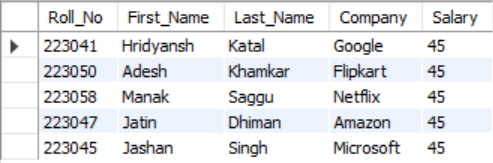 Roll_No First_Name Last_Name Company Salary
223041 Hridyansh Katal Google 45
223050 Adesh Khamkar Flipkart 45
223058 Manak Saggu Netflix 45
223047 Jatin Dhiman Amazon 45
223045 Jashan Singh Microsoft 45